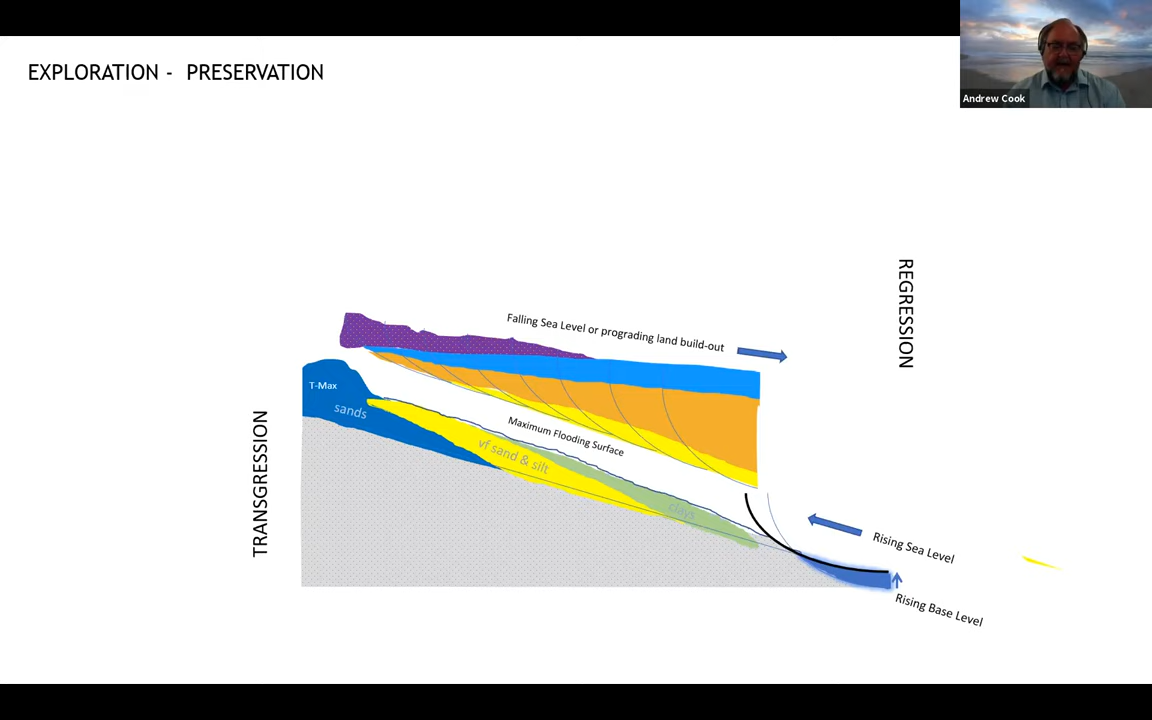 EXPLORATION - PRESERVATION
Andrew Cook
REGRESSION
Falling Sea Level or prograding land build-out
T-Max
sands
TRANSGRESSION
Maximum Flooding Surface
vf sand & silt
clays
Rising Sea Level
Rising Base Level